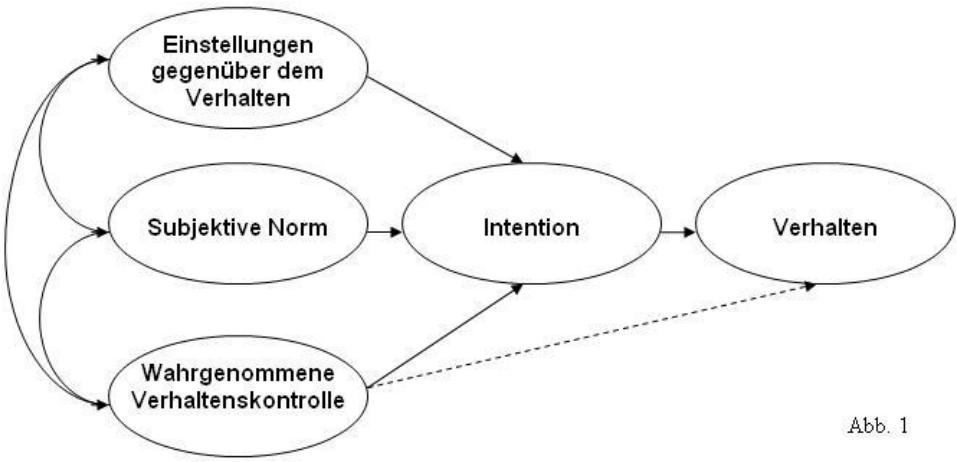 Einstellungen
gegenüber dem
Verhalten
Subjektive Norm
Intention
Verhalten
Wahrgenommene
Verhaltenskontrolle
Abb. 1